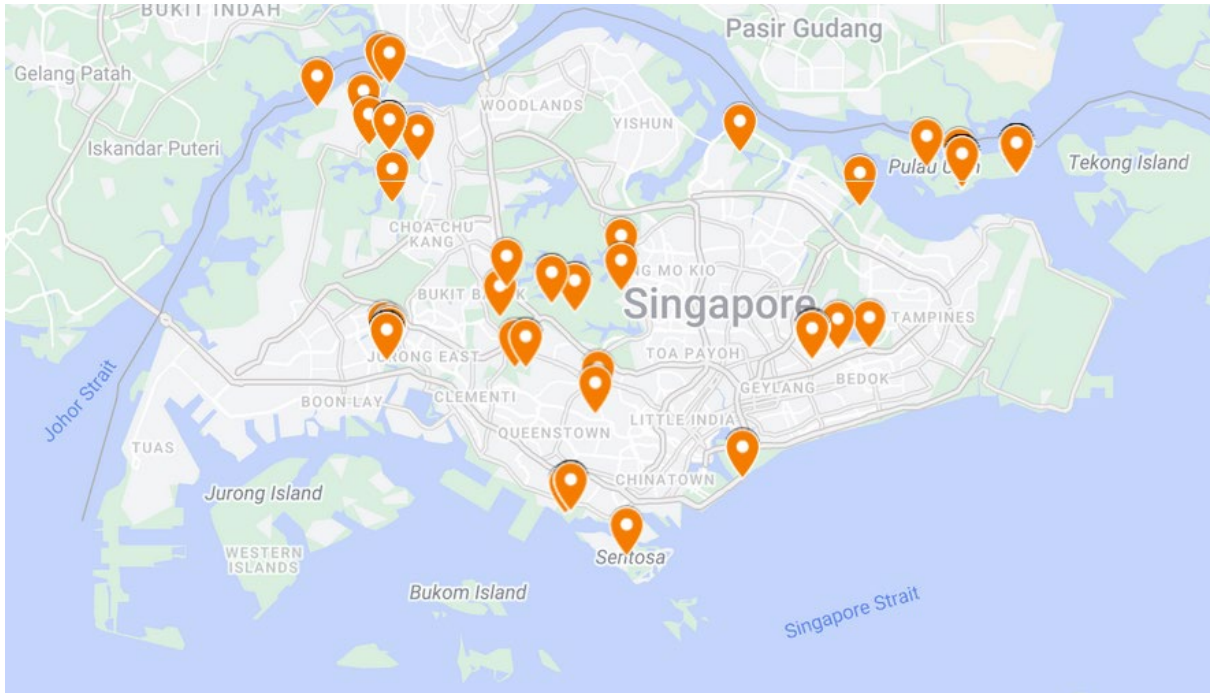 BUKIT INDAH
Pasir Gudang
Gelang Patah
WOODLANDS
YISHUN
Iskandar Puteri
Pulau
Tekong Island
CHOA CHU
KANG
MO KIO
BUKIT
Singapore
TAMPINES
JURONG EAST
TOA PAYOH
BEDOK
GEYLANG
Johor Strait
BOON LAY
CLEMENTI
LITTLE INDIA
QUEENSTOWN
TUAS
CHINATOWN
Jurong Island
WESTERN
ISLANDS
Sentosa
Bukom Island
Singapore Strait